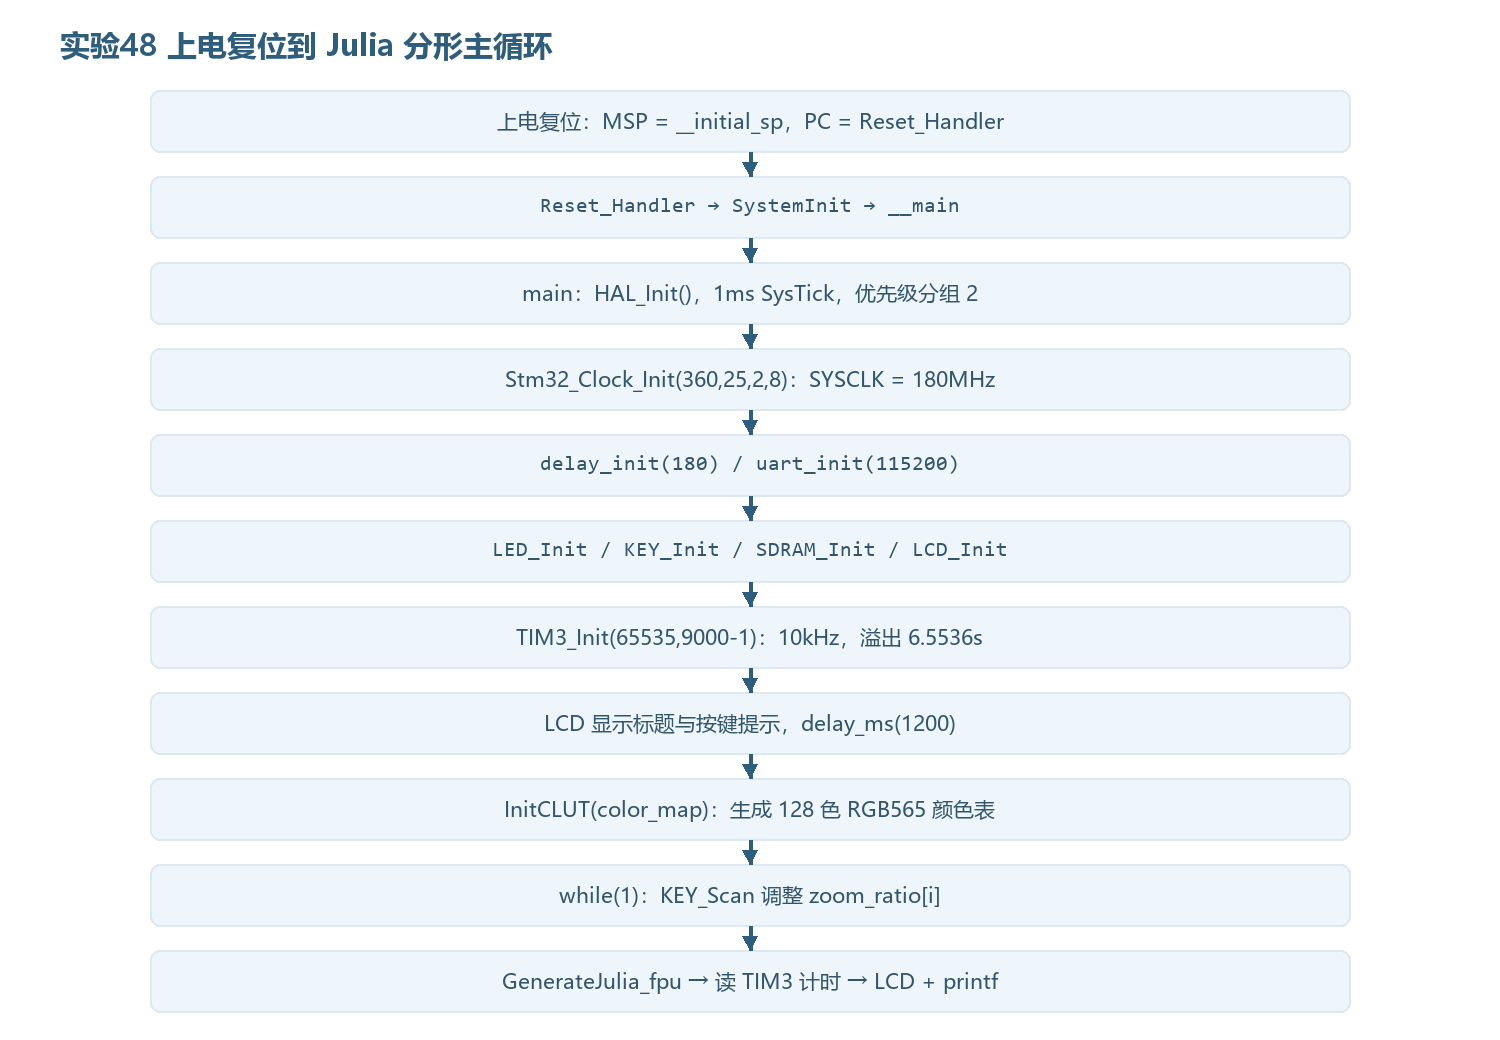 实验48 上电复位到 Julia 分形主循环
上电复位：MSP = __initial_sp，PC = Reset_Handler
Reset_Handler → SystemInit → __main
main：HAL_Init()，1ms SysTick，优先级分组 2
Stm32_Clock_Init(360,25,2,8)：SYSCLK = 180MHz
delay_init(180) / uart_init(115200)
LED_Init / KEY_Init / SDRAM_Init / LCD_Init
TIM3_Init(65535,9000-1)：10kHz，溢出 6.5536s
LCD 显示标题与按键提示，delay_ms(1200)
InitCLUT(color_map)：生成 128 色 RGB565 颜色表
while(1)：KEY_Scan 调整 zoom_ratio[i]
GenerateJulia_fpu → 读 TIM3 计时 → LCD + printf